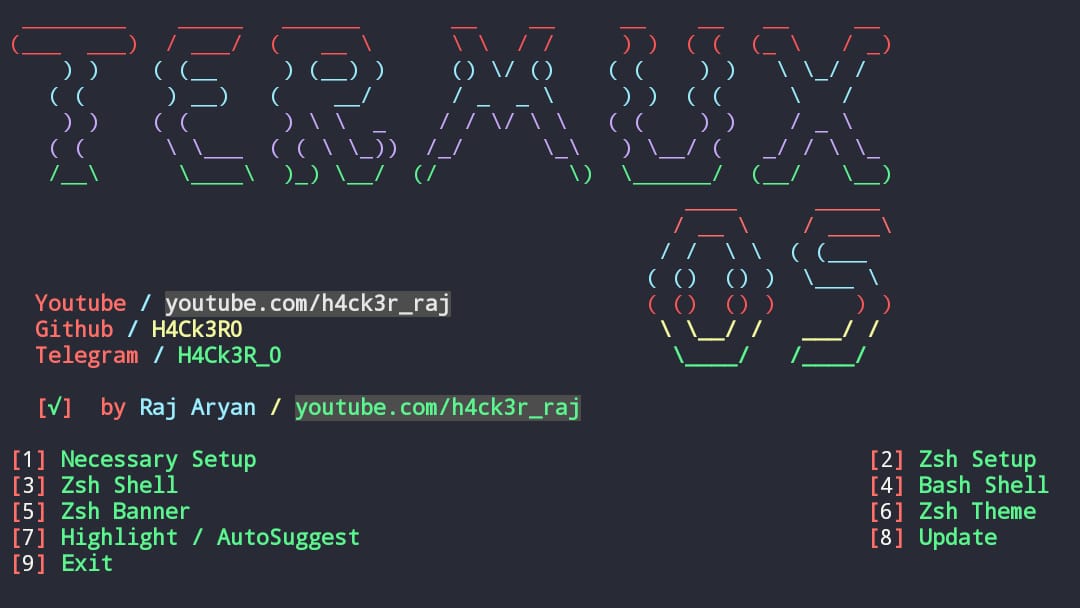 TERMUX
OS
Youtube / youtube.com/h4ck3r_raj
Github / H4Ck3R0
Telegram / H4Ck3R_0
[√] by Raj Aryan / youtube.com/h4ck3r_raj
[1] Necessary Setup [2] Zsh Setup
[3] Zsh Shell [4] Bash Shell
[5] Zsh Banner [6] Zsh Theme
[7] Highlight / AutoSuggest [8] Update
[9] Exit